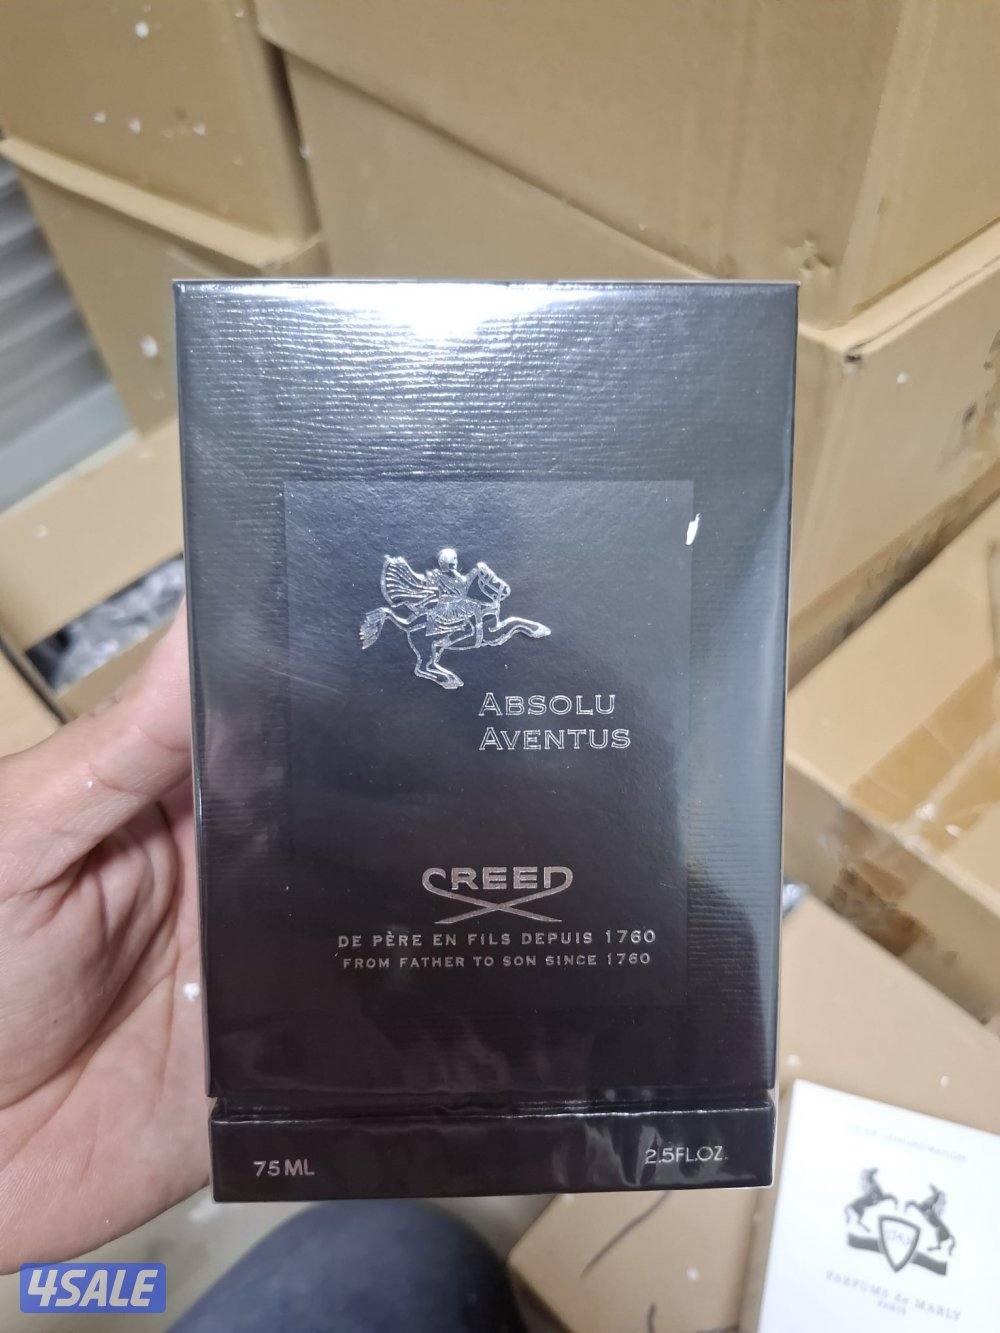 ABSOLU
AVENTUS
CREED
DE PÈRE EN FILS DEPUIS 1760
FROM FATHER TO SON SINCE 1760
75 ML
2.5FL.OZ.
PARFUMS de MARLY
PARIS
4SALE